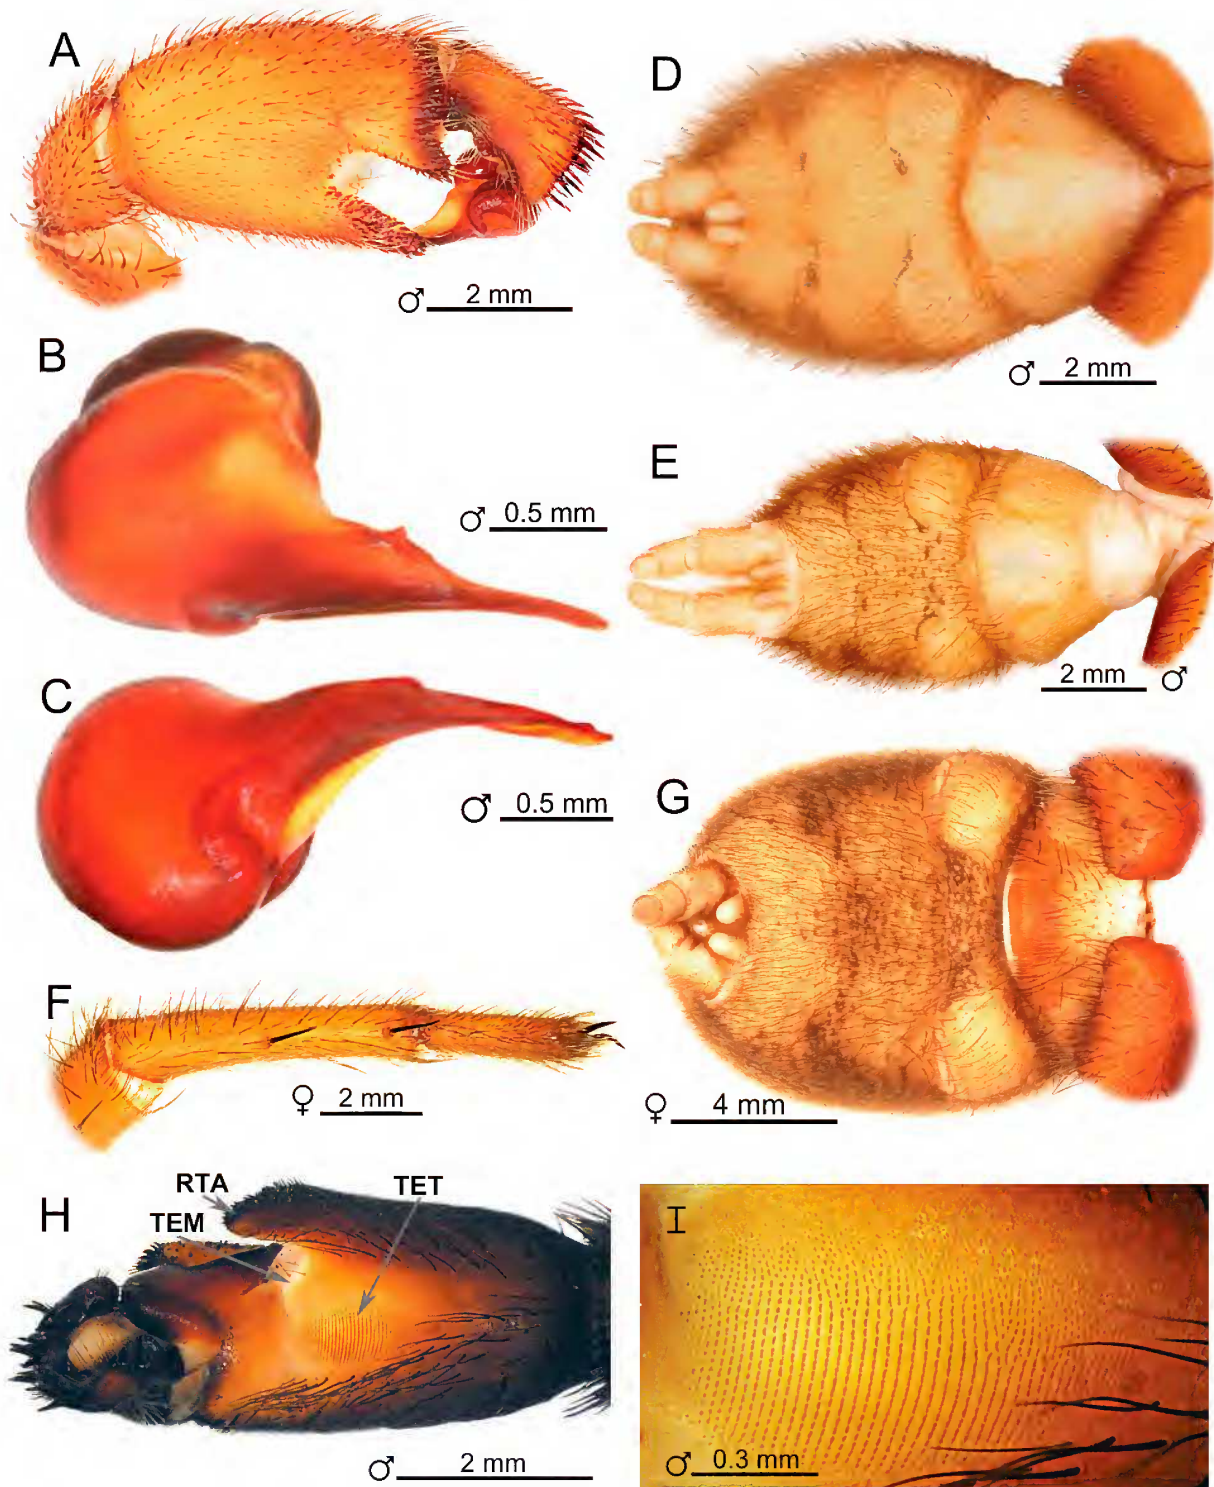 A
♂ 2 mm
B
♂ 0.5 mm
C
♂ 0.5 mm
F
♀ 2 mm
H
RTA
TEM
TET
♂ 2 mm
D
♂ 2 mm
E
2 mm ♂
G
♀ 4 mm
I
♂ 0.3 mm